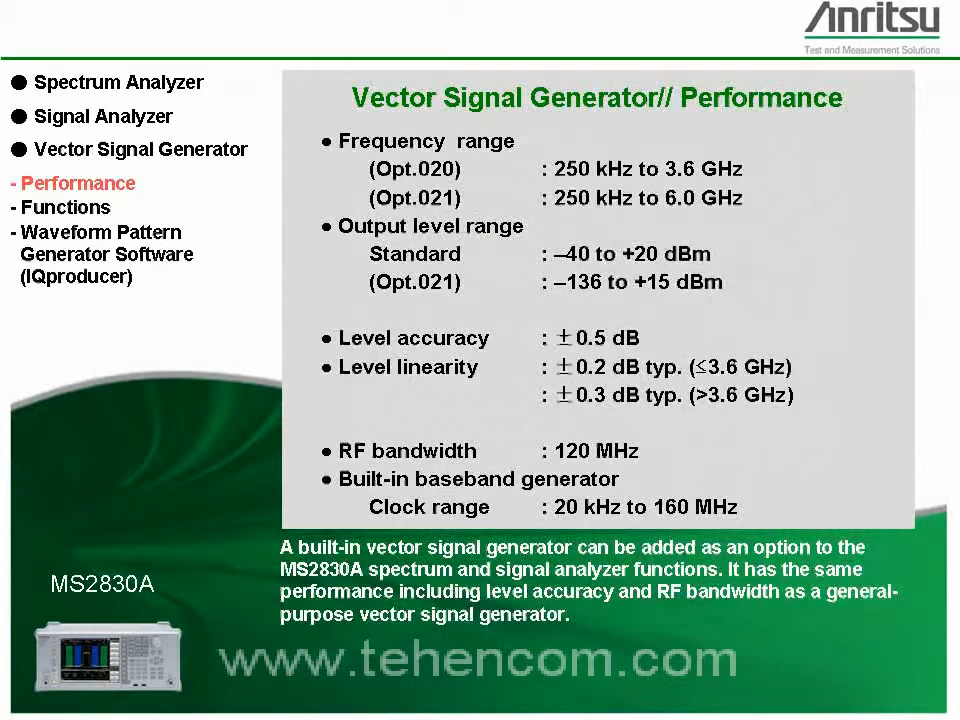 Anritsu
Test and Measurement Solutions
● Spectrum Analyzer
● Signal Analyzer
● Vector Signal Generator
- Performance
- Functions
- Waveform Pattern
Generator Software
(IQproducer)
Vector Signal Generator// Performance
● Frequency range
(Opt.020) : 250 kHz to 3.6 GHz
(Opt.021) : 250 kHz to 6.0 GHz
● Output level range
Standard : –40 to +20 dBm
(Opt.021) : –136 to +15 dBm
● Level accuracy : ±0.5 dB
● Level linearity : ±0.2 dB typ. (≤3.6 GHz)
: ±0.3 dB typ. (>3.6 GHz)
● RF bandwidth : 120 MHz
● Built-in baseband generator
Clock range : 20 kHz to 160 MHz
A built-in vector signal generator can be added as an option to the
MS2830A spectrum and signal analyzer functions. It has the same
performance including level accuracy and RF bandwidth as a general-
purpose vector signal generator.
MS2830A
www.tehencom.com